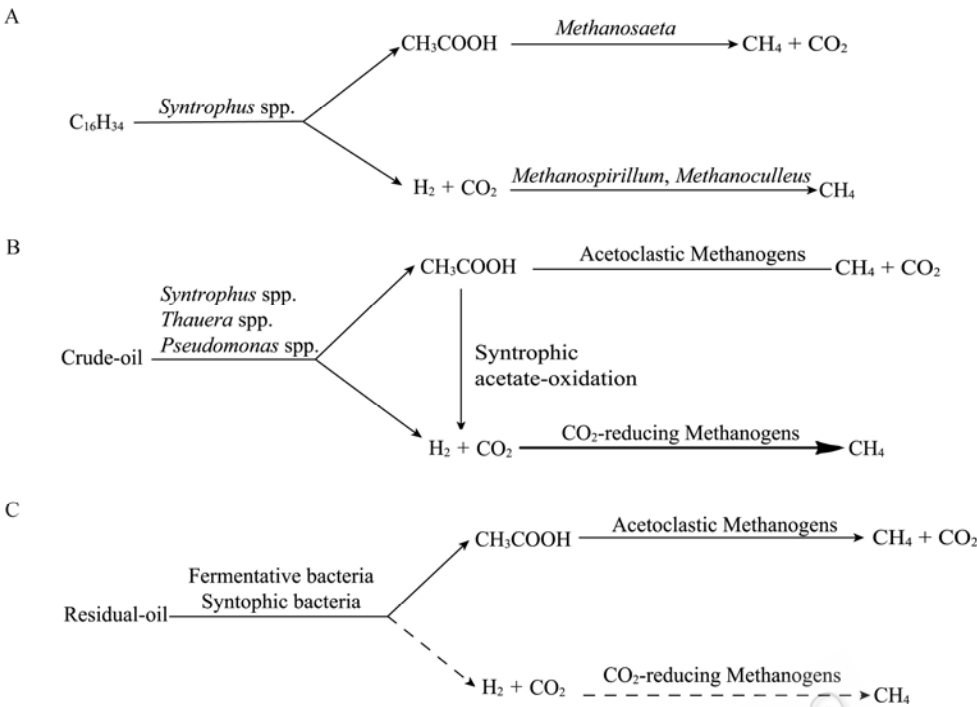 A
CH₃COOH
Methanosaeta
CH₄ + CO₂
C₁₆H₃₄
Syntrophus spp.
H₂ + CO₂
Methanospirillum, Methanoculleus
CH₄
B
CH₃COOH
Acetoclastic Methanogens
CH₄ + CO₂
Syntrophus spp.
Thauera spp.
Pseudomonas spp.
Crude-oil
Syntrophic
acetate-oxidation
H₂ + CO₂
CO₂-reducing Methanogens
CH₄
C
CH₃COOH
Acetoclastic Methanogens
CH₄ + CO₂
Fermentative bacteria
Syntophic bacteria
Residual-oil
H₂ + CO₂
CO₂-reducing Methanogens
CH₄